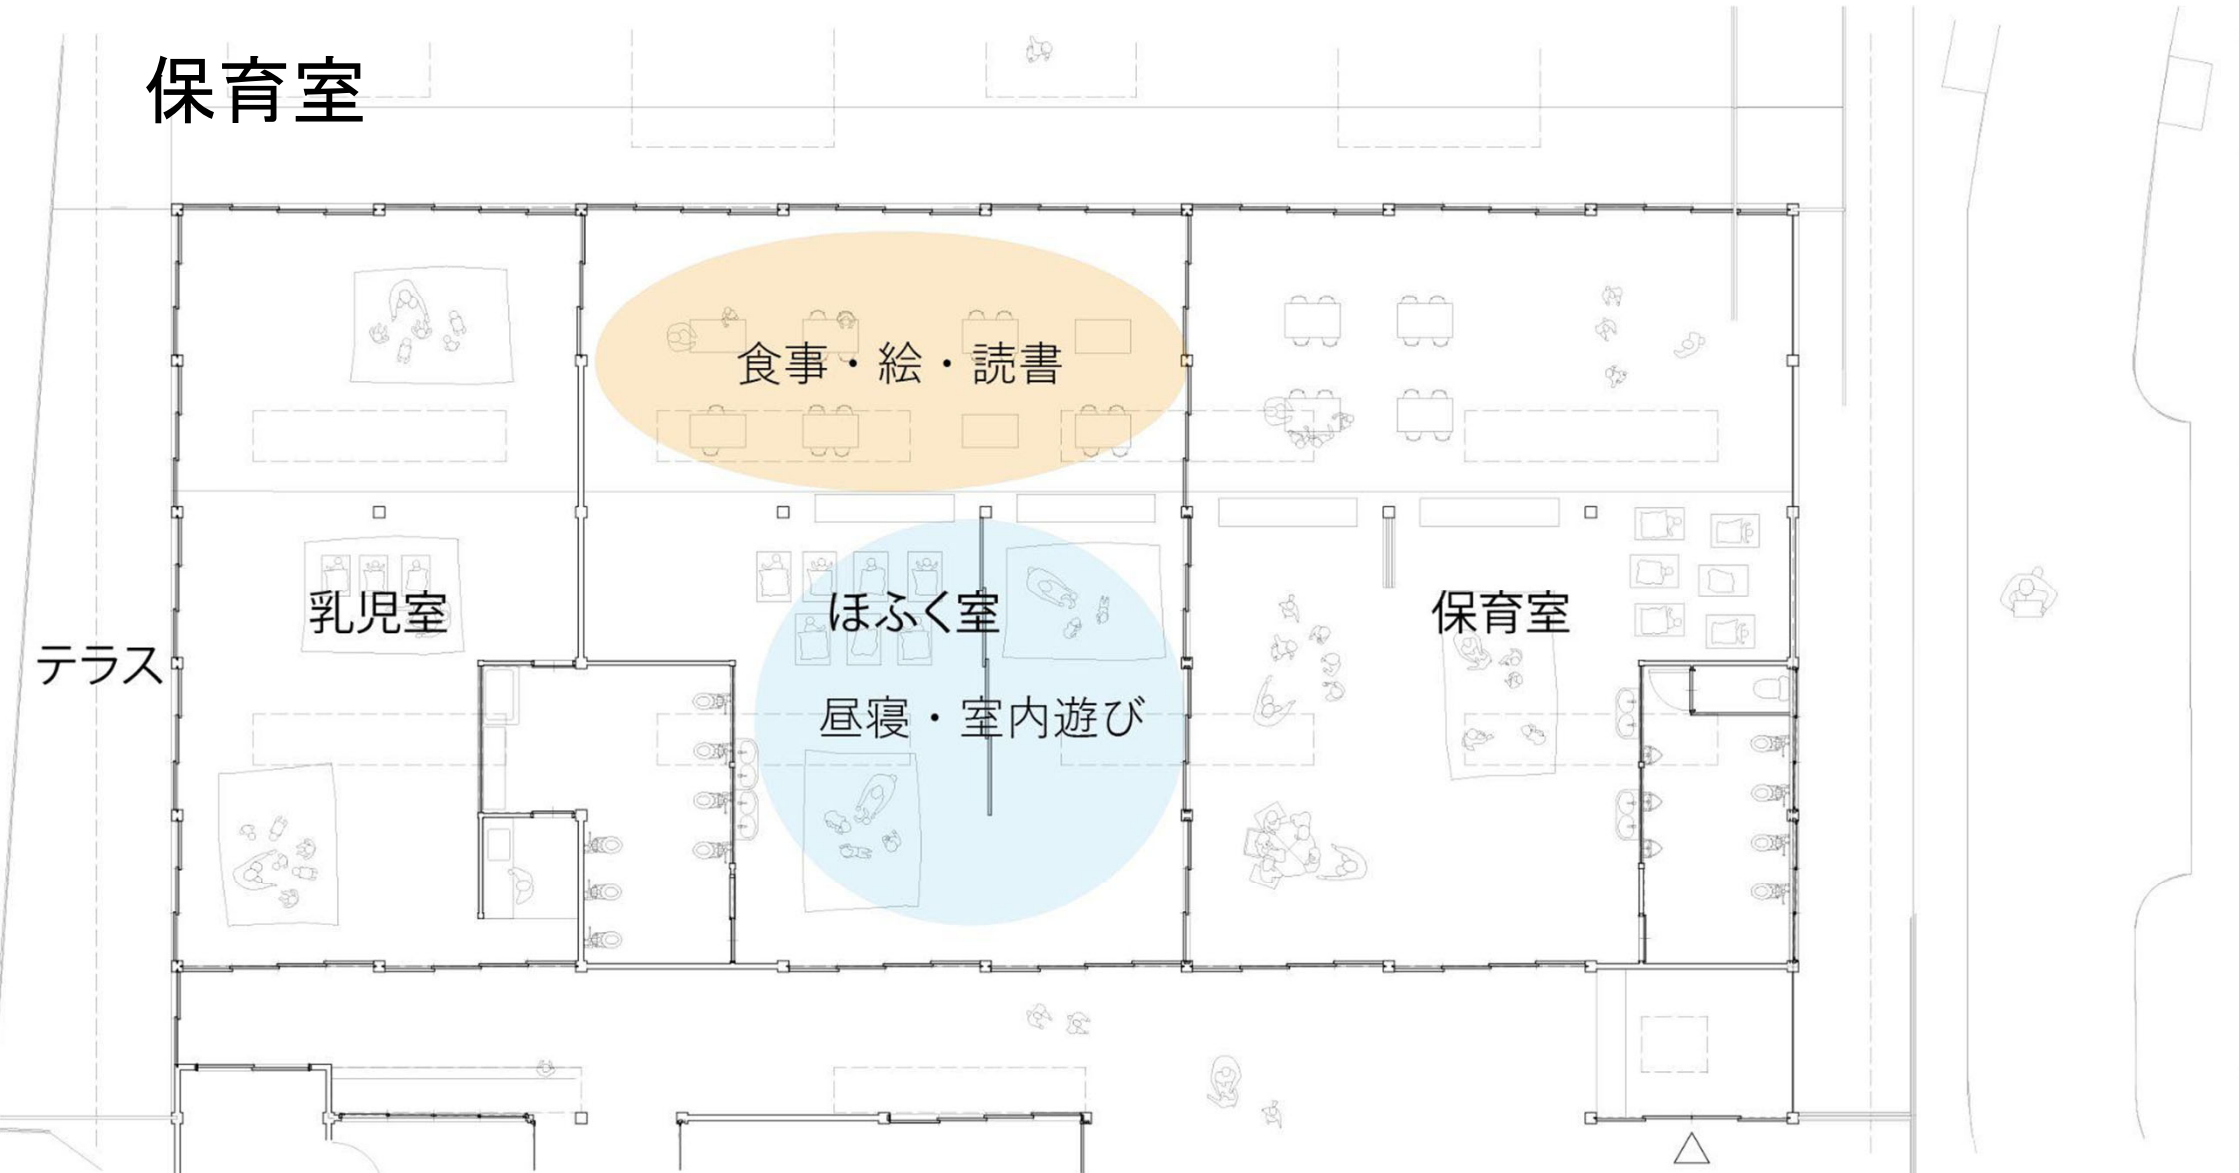 保育室
食事・絵・読書
乳児室
ほふく室
保育室
テラス
昼寝・室内遊び